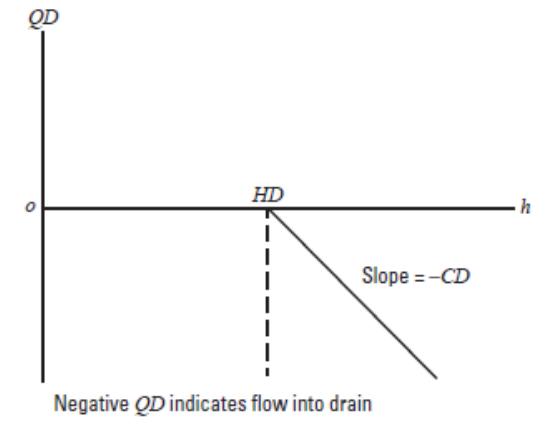 QD
HD
o
h
Slope = –CD
Negative QD indicates flow into drain